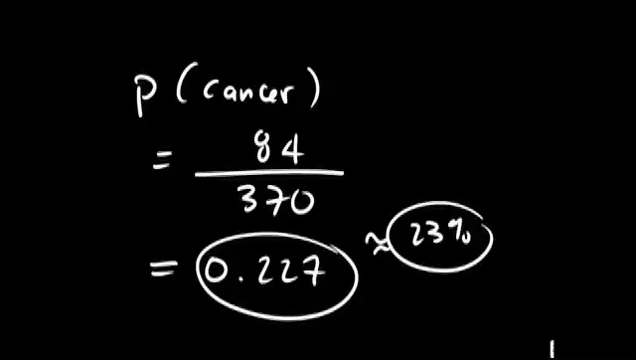 P (cancer)
= 84/370
= 0.227 ≈ 23%